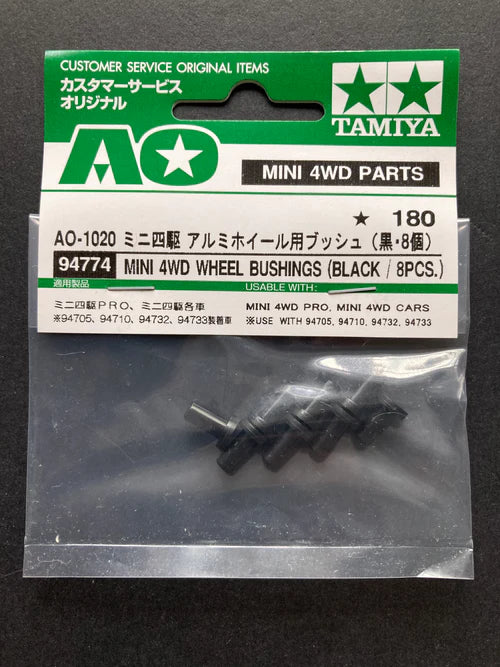 CUSTOMER SERVICE ORIGINAL ITEMS
カスタマーサービス
オリジナル
TAMIYA
AO
MINI 4WD PARTS
★ 180
AO-1020 ミニ四駆 アルミホイール用ブッシュ (黒・8個)
94774 MINI 4WD WHEEL BUSHINGS (BLACK / 8PCS.)
適用製品
USABLE WITH:
ミニ四駆PRO、ミニ四駆各車
※94705、94710、94732、94733装着車
MINI 4WD PRO, MINI 4WD CARS
※USE WITH 94705, 94710, 94732, 94733